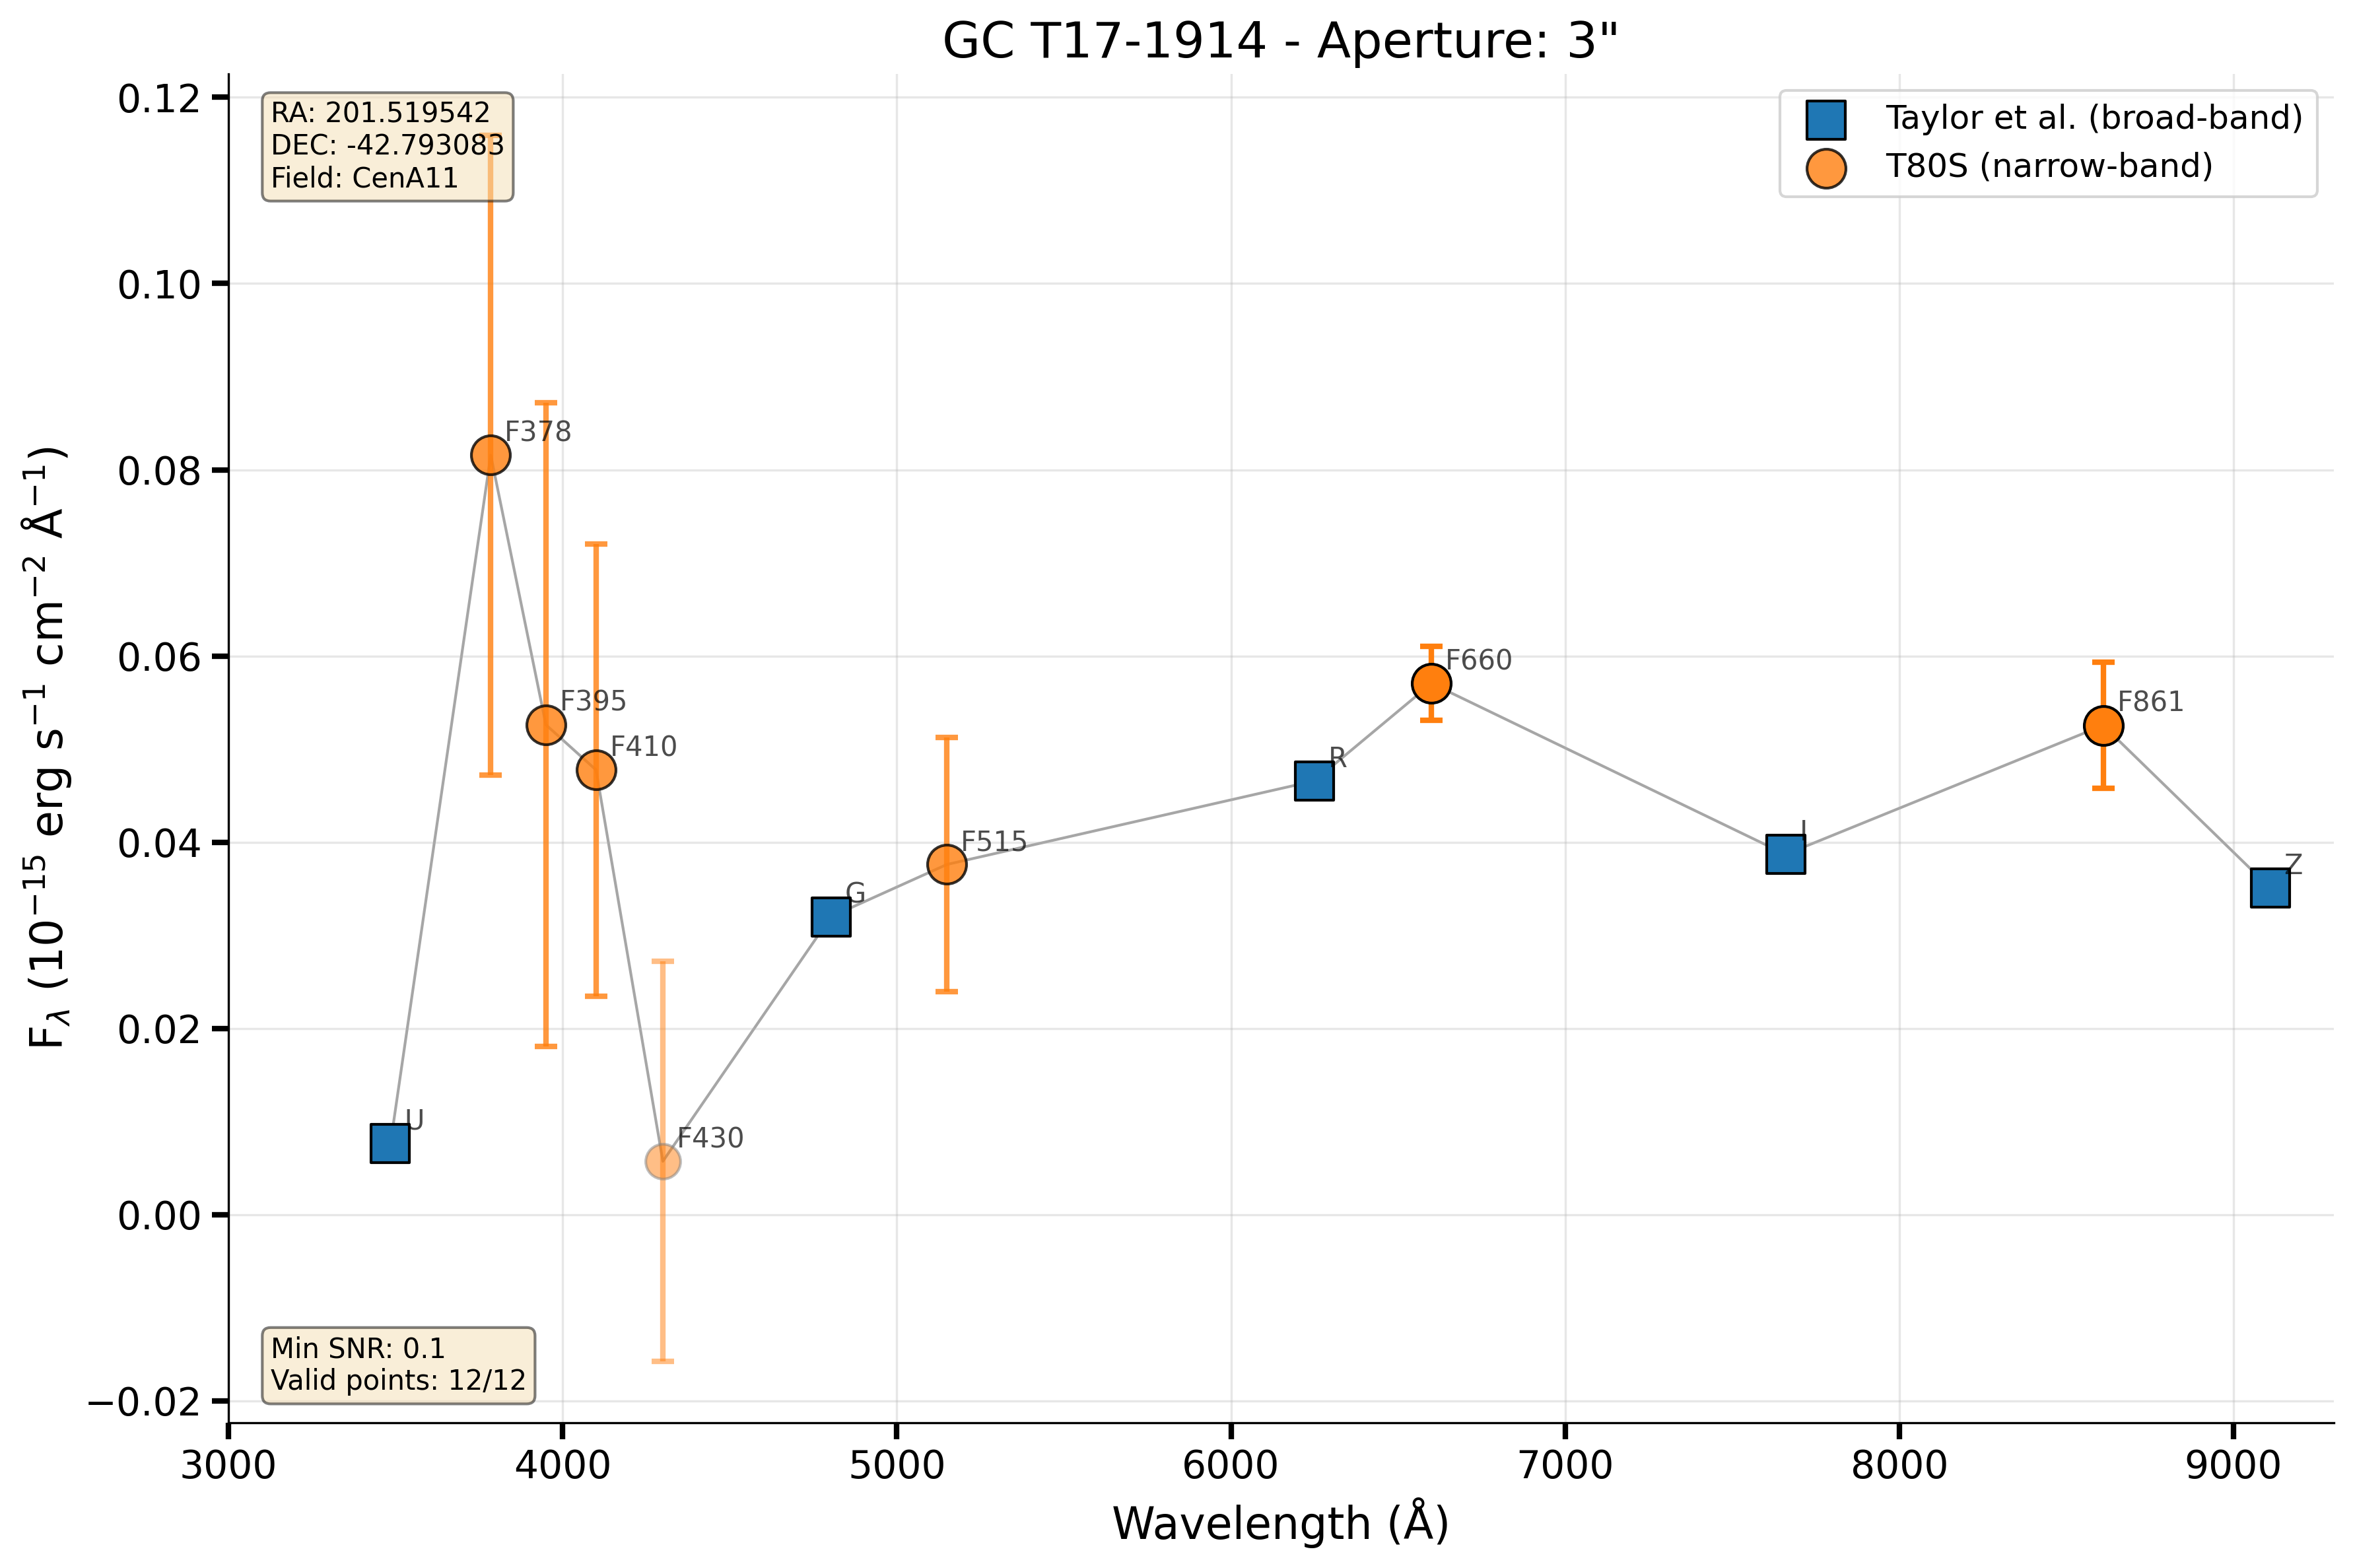 GC T17-1914 - Aperture: 3"
RA: 201.519542
DEC: -42.793083
Field: CenA11
Taylor et al. (broad-band)
T80S (narrow-band)
0.12
0.10
0.08
0.06
0.04
0.02
0.00
−0.02
F$_λ$ (10$^{−15}$ erg s$^{−1}$ cm$^{−2}$ Å$^{−1}$)
F378
F395
F410
F660
F861
R
F515
I
Z
G
U
F430
Min SNR: 0.1
Valid points: 12/12
3000
4000
5000
6000
7000
8000
9000
Wavelength (Å)